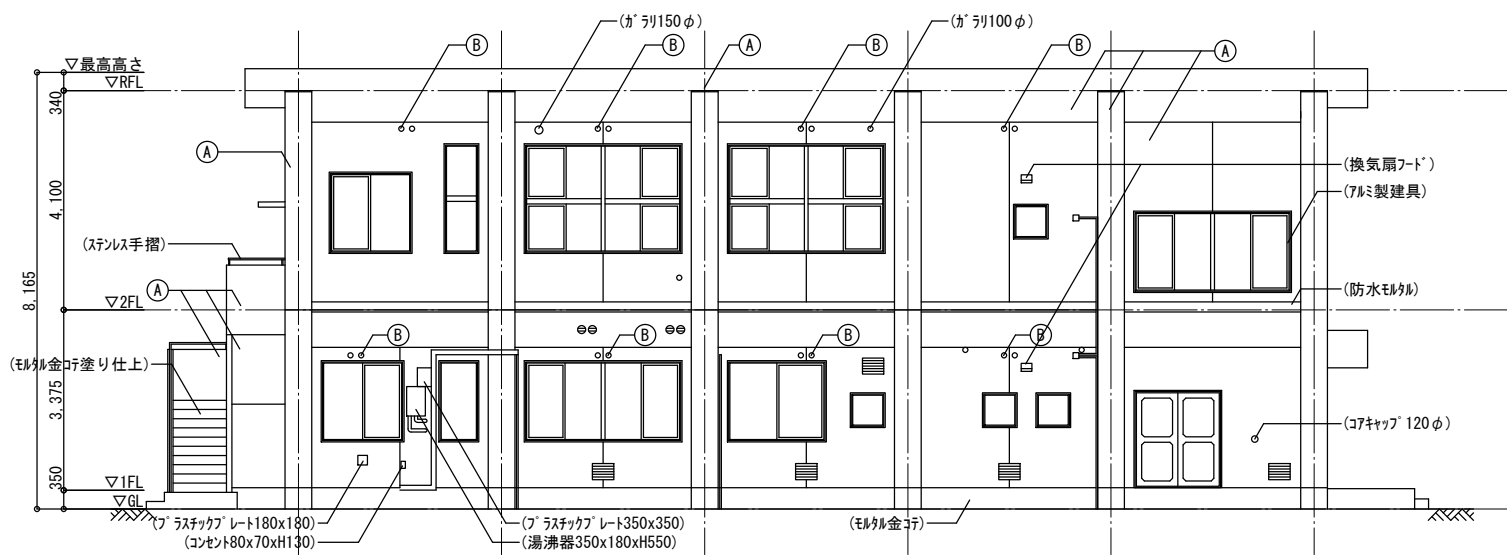 (ｶﾞﾗﾘ150φ)
(ｶﾞﾗﾘ100φ)
B
B
A
B
B
A
▽最高高さ
▽RFL
340
A
(換気扇ﾌｰﾄﾞ)
4,100
(ｱﾙﾐ製建具)
(ｽﾃﾝﾚｽ手摺)
8,165
A
▽2FL
(防水ﾓﾙﾀﾙ)
B
B
B
B
(ﾓﾙﾀﾙ金ｺﾃ塗り仕上)
3,375
(ｺｱｷｬｯﾌﾟ120φ)
350
▽1FL
▽GL
(ﾌﾟﾗｽﾁｯｸﾌﾟﾚｰﾄ180x180)
(ﾌﾟﾗｽﾁｯｸﾌﾟﾚｰﾄ350x350)
(ﾓﾙﾀﾙ金ｺﾃ)
(ｺﾝｾﾝﾄ80x70xH130)
(湯沸器350x180xH550)